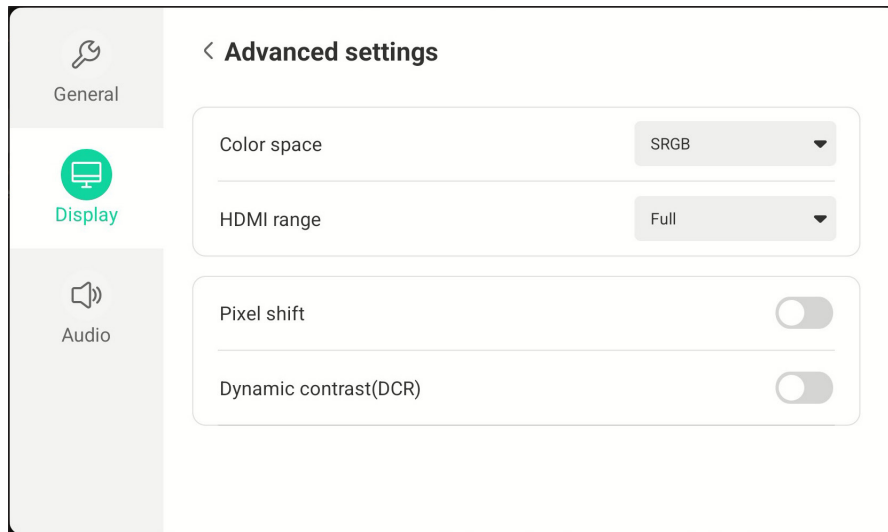 General
Display
Audio
Advanced settings
Color space
SRGB
HDMI range
Full
Pixel shift
Dynamic contrast(DCR)